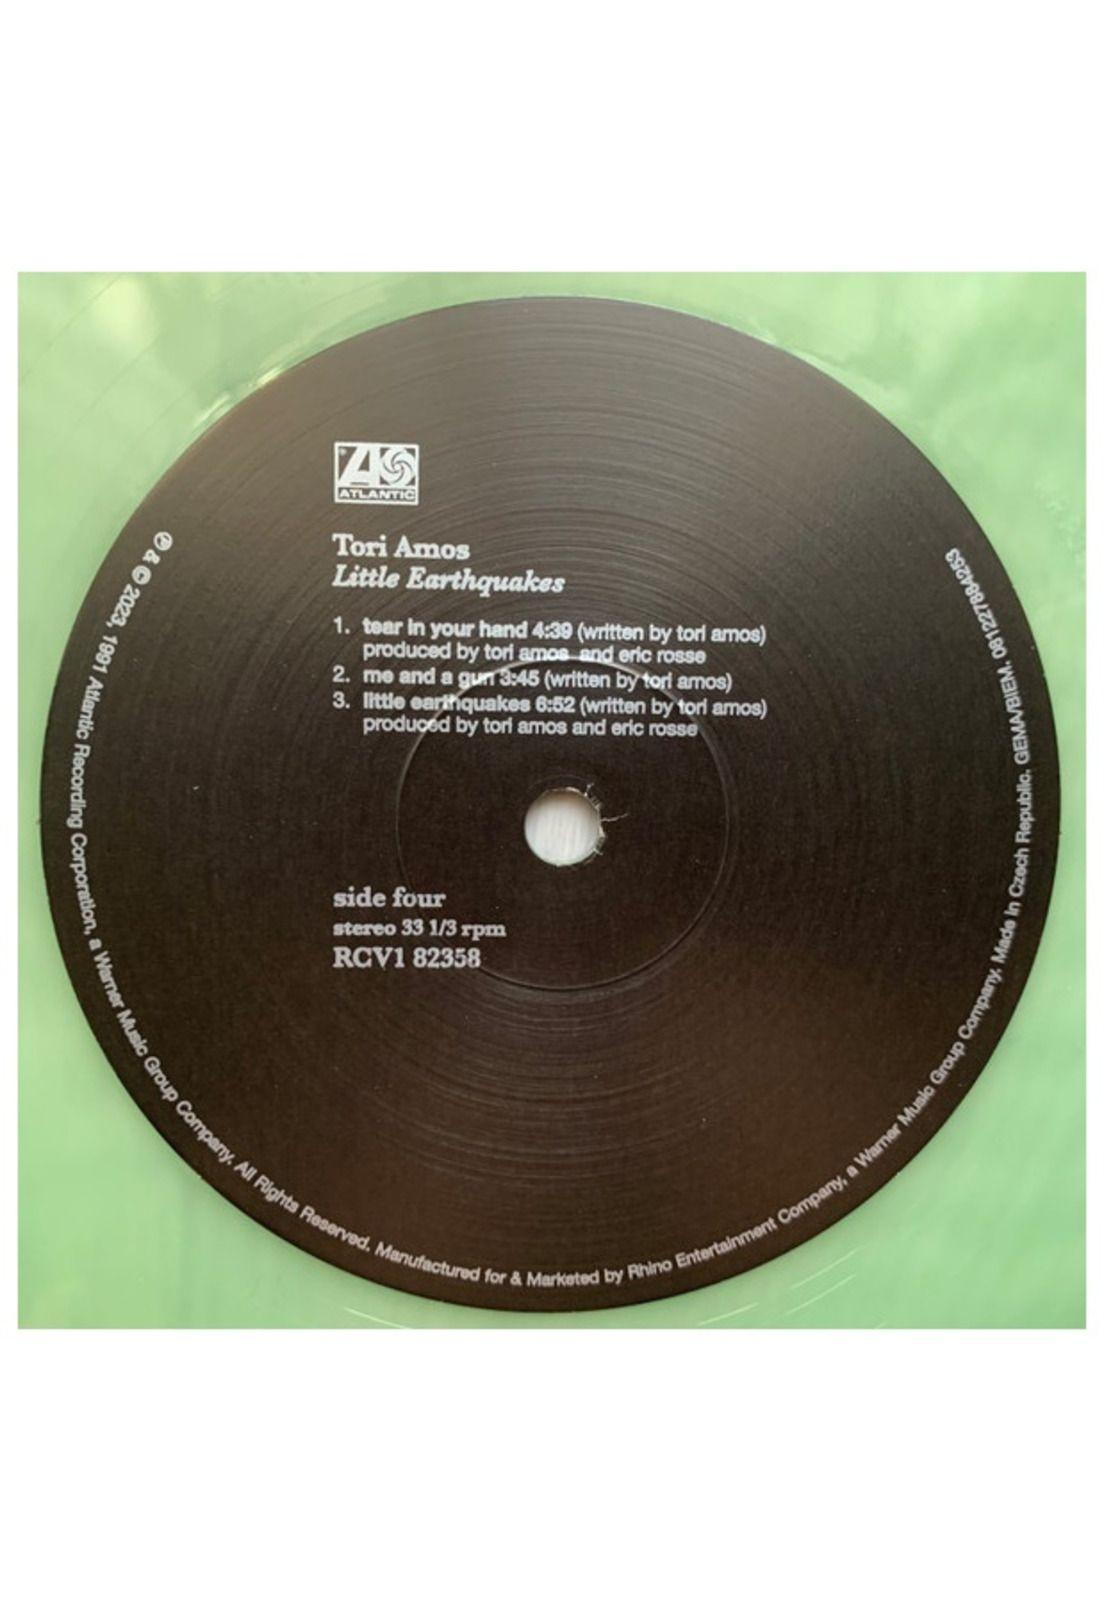 ATLANTIC
Tori Amos
Little Earthquakes
1. tear in your hand 4:39 (written by tori amos)
produced by tori amos and eric rosse
2. me and a gun 3:45 (written by tori amos)
3. little earthquakes 6:52 (written by tori amos)
produced by tori amos and eric rosse
side four
stereo 33 1/3 rpm
RCV1 82358
℗ & © 2023, 1991 Atlantic Recording Corporation, a Warner Music Group Company. All Rights Reserved. Manufactured for & Marketed by Rhino Entertainment Company, a Warner Music Group Company. Made in Czech Republic. GEMA/BIEM. 081227884253